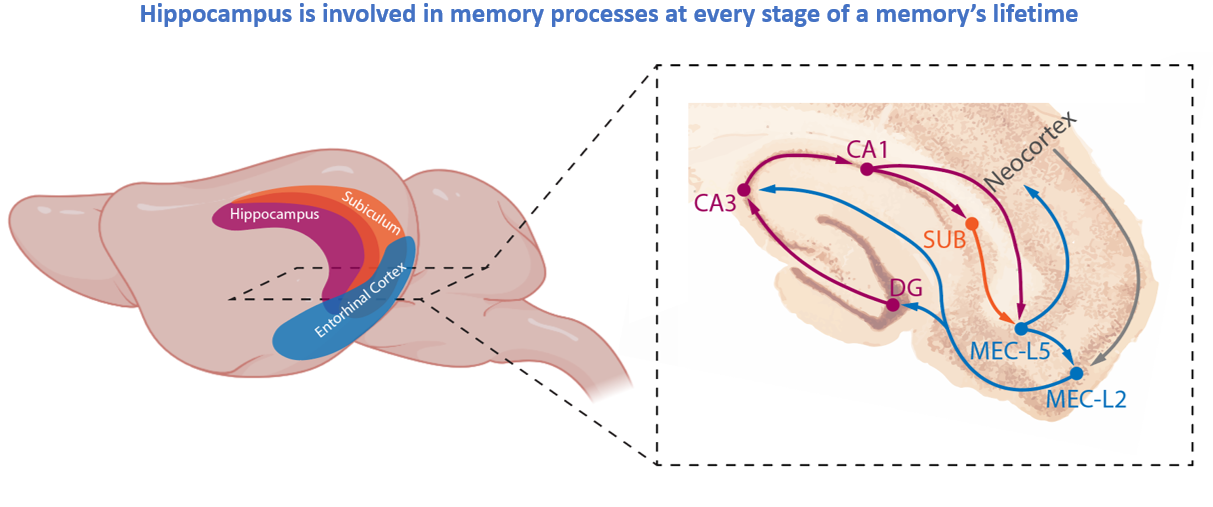 Hippocampus is involved in memory processes at every stage of a memory's lifetime
Hippocampus
Subiculum
Entorhinal Cortex
CA1
Neocortex
CA3
SUB
DG
MEC-L5
MEC-L2